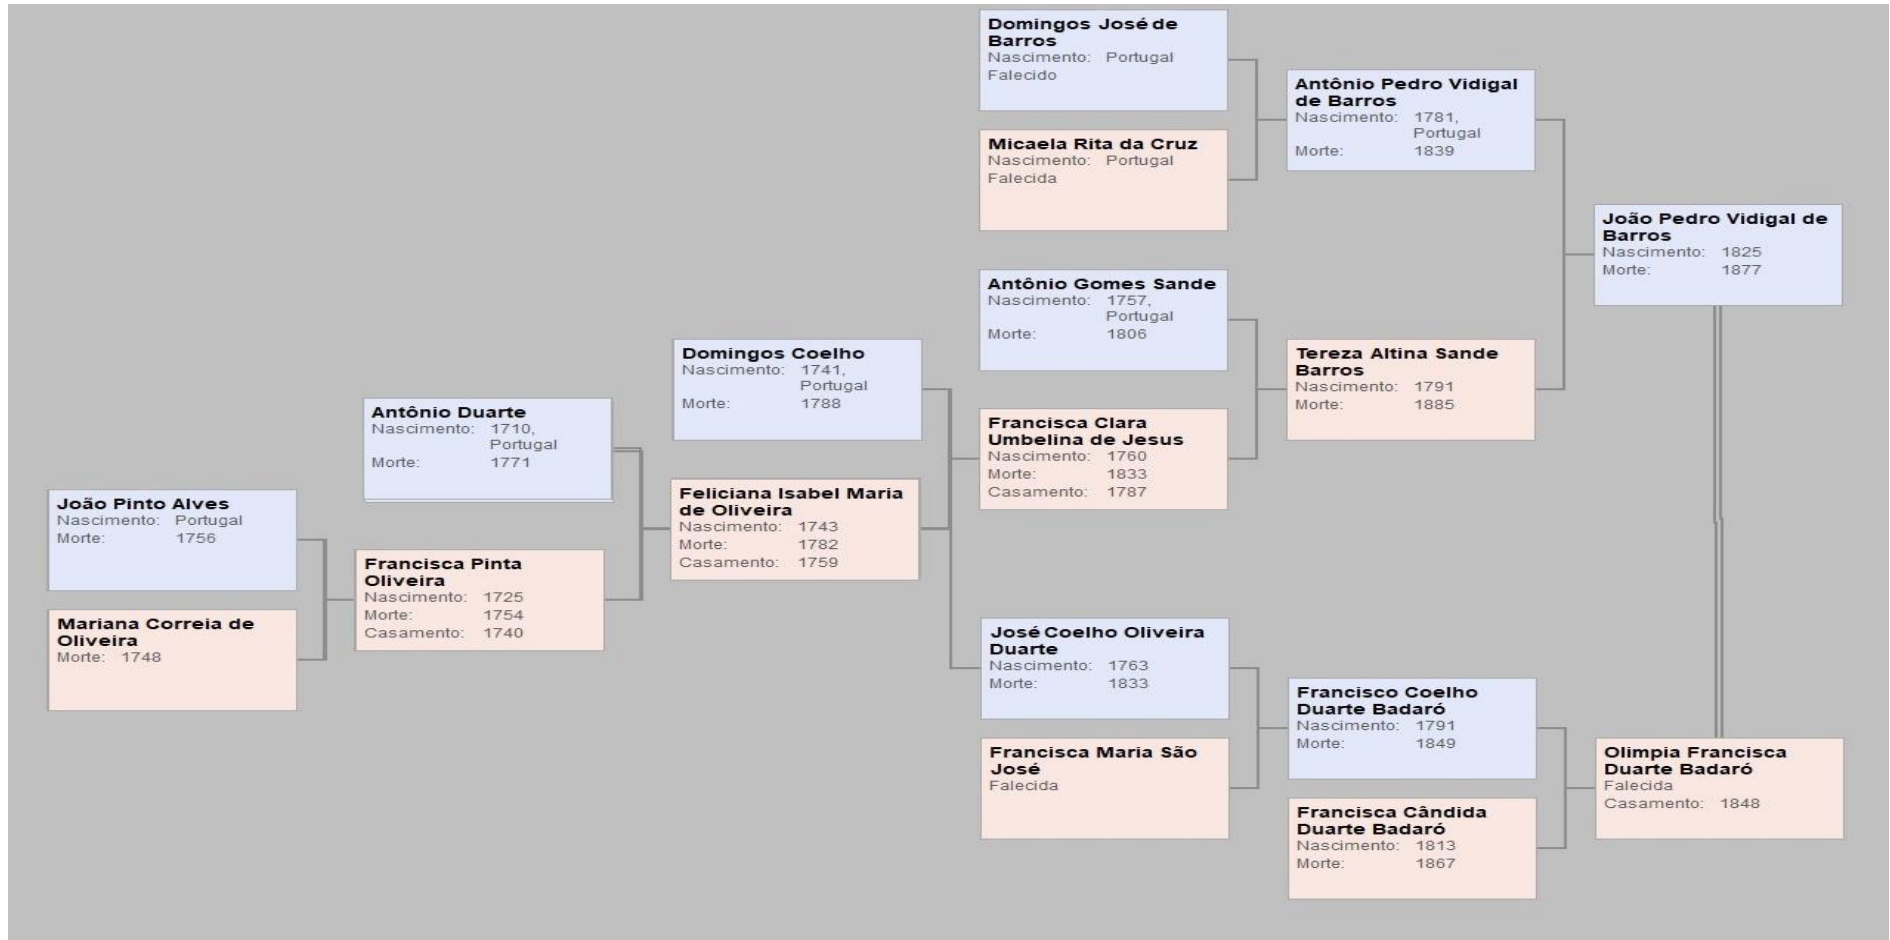 Domingos José de
Barros
Nascimento: Portugal
Falecido
Micaela Rita da Cruz
Nascimento: Portugal
Falecida
Antônio Pedro Vidigal
de Barros
Nascimento: 1781,
Portugal
Morte: 1839
João Pedro Vidigal de
Barros
Nascimento: 1825
Morte: 1877
Antônio Gomes Sande
Nascimento: 1757,
Portugal
Morte: 1806
Francisca Clara
Umbelina de Jesus
Nascimento: 1760
Morte: 1833
Casamento: 1787
Tereza Altina Sande
Barros
Nascimento: 1791
Morte: 1885
Domingos Coelho
Nascimento: 1741,
Portugal
Morte: 1788
Feliciana Isabel Maria
de Oliveira
Nascimento: 1743
Morte: 1782
Casamento: 1759
Antônio Duarte
Nascimento: 1710,
Portugal
Morte: 1771
Francisca Pinta
Oliveira
Nascimento: 1725
Morte: 1754
Casamento: 1740
João Pinto Alves
Nascimento: Portugal
Morte: 1756
Mariana Correia de
Oliveira
Morte: 1748
José Coelho Oliveira
Duarte
Nascimento: 1763
Morte: 1833
Francisca Maria São
José
Falecida
Francisco Coelho
Duarte Badaró
Nascimento: 1791
Morte: 1849
Francisca Cândida
Duarte Badaró
Nascimento: 1813
Morte: 1867
Olimpia Francisca
Duarte Badaró
Falecida
Casamento: 1848